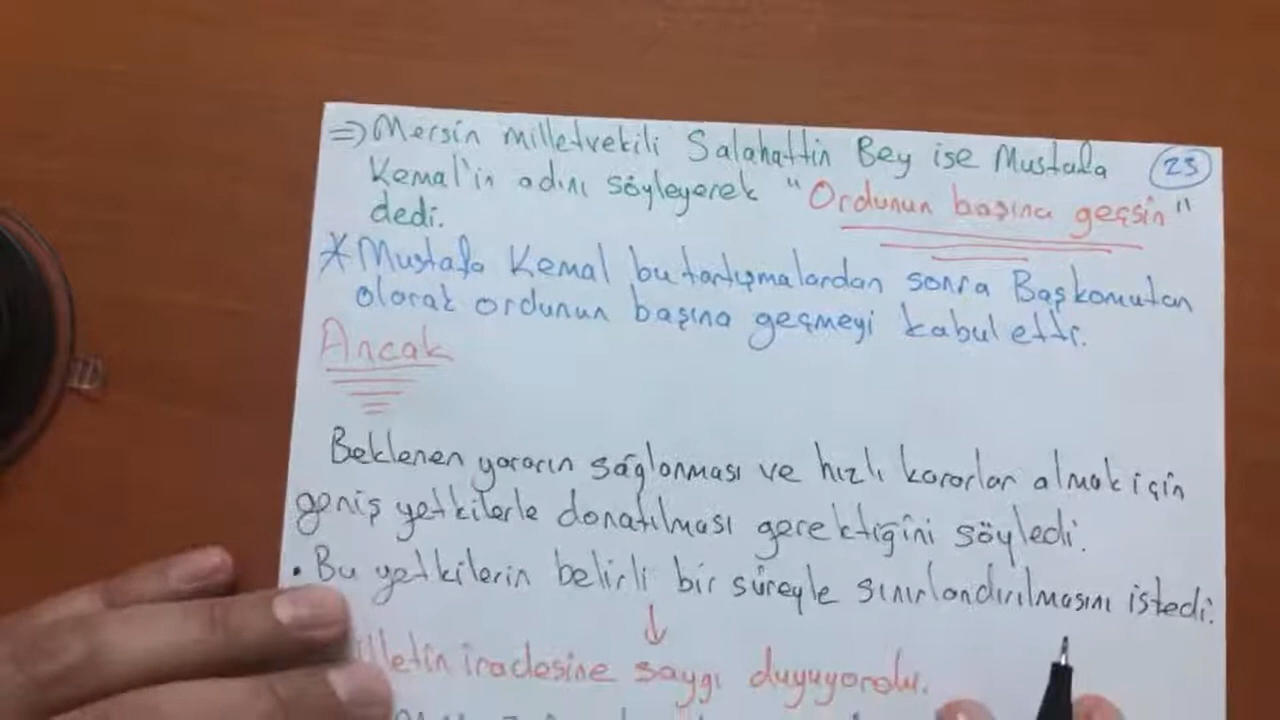 ⇒ Mersin milletvekili Salahattin Bey ise Mustafa
25
Kemal'in adını söyleyerek "Ordunun başına geçsin"
dedi.
* Mustafa Kemal bu tartışmalardan sonra Başkomutan
olarak ordunun başına geçmeyi kabul etti.
Ancak
Beklenen yararın sağlanması ve hızlı kararlar almak için
geniş yetkilerle donatılması gerektiğini söyledi.
• Bu yetkilerin belirli bir süreyle sınırlandırılmasını istedi.
↓
lletin iradesine saygı duyuyordu.